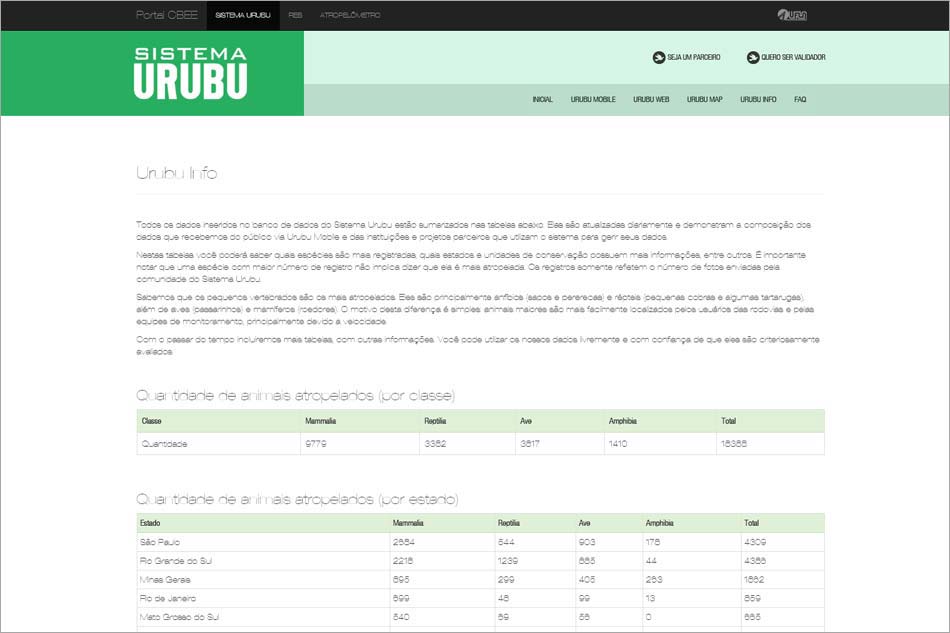 Portal CBEE SISTEMA URUBU REB ATROPELÔMETRO UFLA
SISTEMA
URUBU
SEJA UM PARCEIRO QUERO SER VALIDADOR
INICIAL URUBU MOBILE URUBU WEB URUBU MAP URUBU INFO FAQ
Urubu Info
Todos os dados inseridos no banco de dados do Sistema Urubu estão sumarizados nas tabelas abaixo. Elas são atualizadas diariamente e demonstram a composição dos
dados que recebemos do público via Urubu Mobile e das instituições e projetos parceiros que utilizam o sistema para gerir seus dados.
Nestas tabelas você poderá saber quais espécies são mais registradas, quais estados e unidades de conservação possuem mais informações, entre outros. É importante
notar que uma espécie com maior número de registro não implica dizer que ela é mais atropelada. Os registros somente refletem o número de fotos enviadas pela
comunidade do Sistema Urubu.
Sabemos que os pequenos vertebrados são os mais atropelados. Eles são principalmente anfíbios (sapos e pererecas) e répteis (pequenas cobras e algumas tartarugas),
além de aves (passarinhos) e mamíferos (roedores). O motivo desta diferença é simples: animais maiores são mais facilmente localizados pelos usuários das rodovias e pelas
equipes de monitoramento, principalmente devido a velocidade.
Com o passar do tempo incluiremos mais tabelas, com outras informações. Você pode utilizar os nossos dados livremente e com confiança de que eles são criteriosamente
avaliados.
Quantidade de animais atropelados (por classe)
Classe Mammalia Reptilia Ave Amphibia Total
Quantidade 9779 3382 3817 1410 18388
Quantidade de animais atropelados (por estado)
Estado Mammalia Reptilia Ave Amphibia Total
São Paulo 2684 544 903 178 4309
Rio Grande do Sul 2218 1239 885 44 4386
Minas Gerais 895 299 405 263 1862
Rio de Janeiro 699 48 99 13 859
Mato Grosso do Sul 540 69 56 0 665